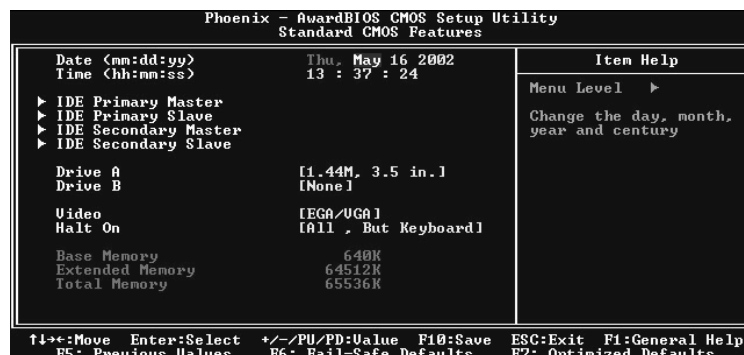 Phoenix - AwardBIOS CMOS Setup Utility
Standard CMOS Features
Date (mm:dd:yy) Thu, May 16 2002
Time (hh:mm:ss) 13 : 37 : 24
IDE Primary Master
IDE Primary Slave
IDE Secondary Master
IDE Secondary Slave
Drive A [1.44M, 3.5 in.]
Drive B [None]
Video [EGA/VGA]
Halt On [All , But Keyboard]
Base Memory 640K
Extended Memory 64512K
Total Memory 65536K
Item Help
Menu Level
Change the day, month,
year and century
↑↓→←:Move Enter:Select +/-/PU/PD:Value F10:Save ESC:Exit F1:General Help
F5: Previous Values F6: Fail-Safe Defaults F7: Optimized Defaults